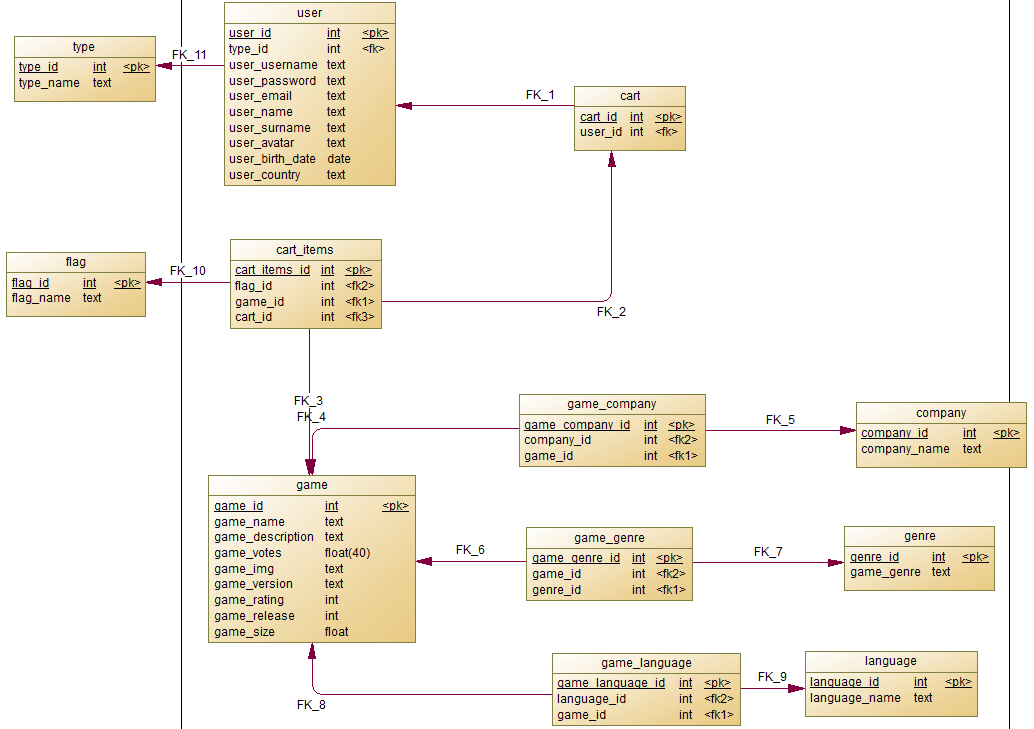 user
user_id int <pk>
type_id int <fk>
user_username text
user_password text
user_email text
user_name text
user_surname text
user_avatar text
user_birth_date date
user_country text
type
type_id int <pk>
type_name text
FK_11
FK_1
cart
cart_id int <pk>
user_id int <fk>
flag
flag_id int <pk>
flag_name text
FK_10
cart_items
cart_items_id int <pk>
flag_id int <fk2>
game_id int <fk1>
cart_id int <fk3>
FK_2
FK_3
FK_4
game_company
game_company_id int <pk>
company_id int <fk2>
game_id int <fk1>
FK_5
company
company_id int <pk>
company_name text
game
game_id int <pk>
game_name text
game_description text
game_votes float(40)
game_img text
game_version text
game_rating int
game_release int
game_size float
FK_6
game_genre
game_genre_id int <pk>
game_id int <fk2>
genre_id int <fk1>
FK_7
genre
genre_id int <pk>
game_genre text
FK_8
game_language
game_language_id int <pk>
language_id int <fk2>
game_id int <fk1>
FK_9
language
language_id int <pk>
language_name text